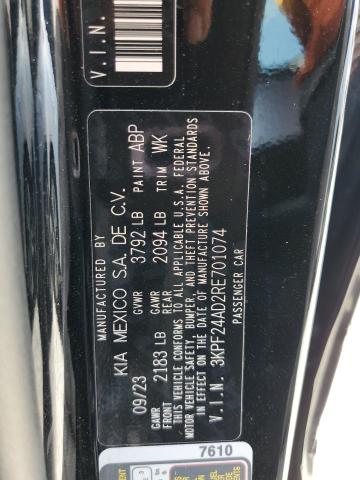 V.I.N.
MANUFACTURED BY
KIA MEXICO S.A. DE C.V.
09/23 GVWR 3792 LB PAINT ABP
GAWR FRONT 2183 LB GAWR REAR 2094 LB TRIM WK
THIS VEHICLE CONFORMS TO ALL APPLICABLE U.S.A. FEDERAL
MOTOR VEHICLE SAFETY, BUMPER, AND THEFT PREVENTION STANDARDS
IN EFFECT ON THE DATE OF MANUFACTURE SHOWN ABOVE.
V.I.N. 3KPF24AD2RE701074
PASSENGER CAR
7610